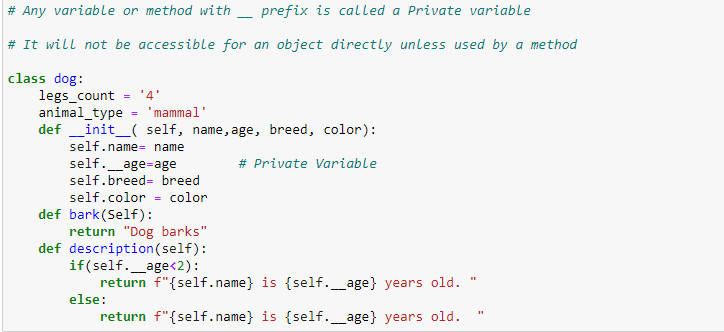 # Any variable or method with __ prefix is called a Private variable
# It will not be accessible for an object directly unless used by a method
class dog:
    legs_count = '4'
    animal_type = 'mammal'
    def __init__( self, name,age, breed, color):
        self.name= name
        self.__age=age        # Private Variable
        self.breed= breed
        self.color = color
    def bark(Self):
        return "Dog barks"
    def description(self):
        if(self.__age<2):
            return f"{self.name} is {self.__age} years old. "
        else:
            return f"{self.name} is {self.__age} years old.  "